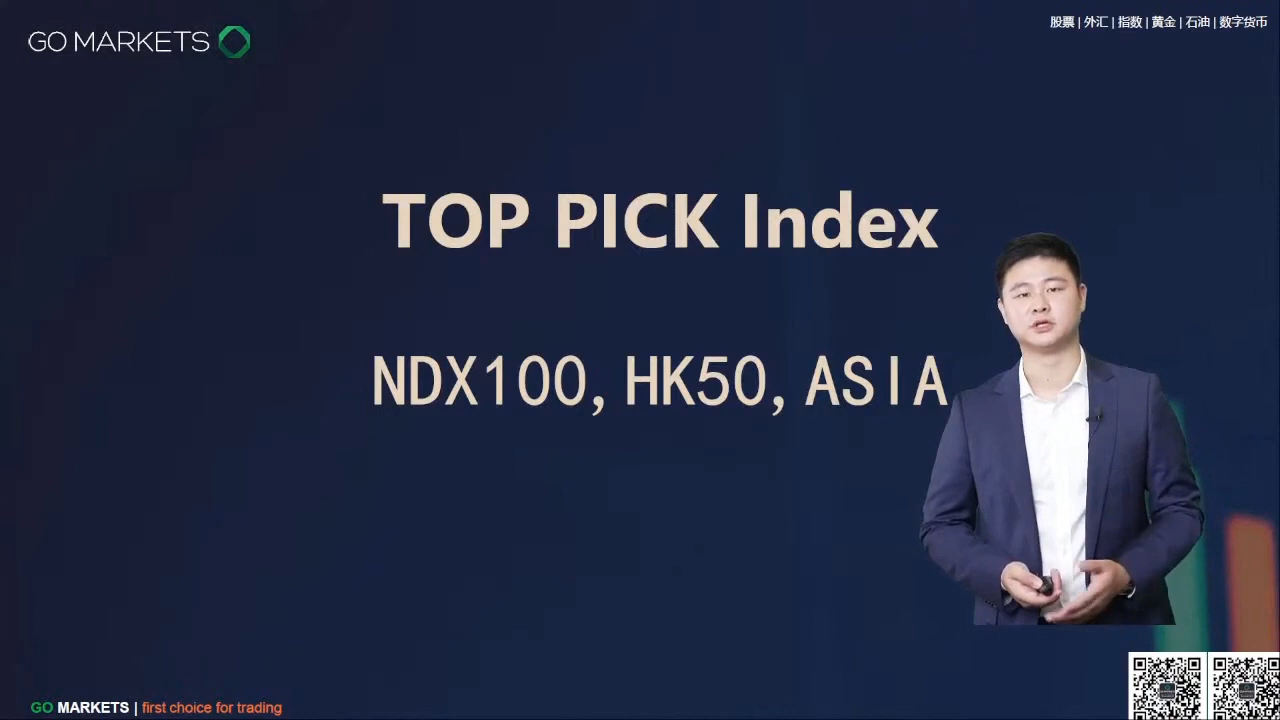 GO MARKETS
股票 | 外汇 | 指数 | 黄金 | 石油 | 数字货币
TOP PICK Index
NDX100, HK50, ASIA
GO MARKETS | first choice for trading